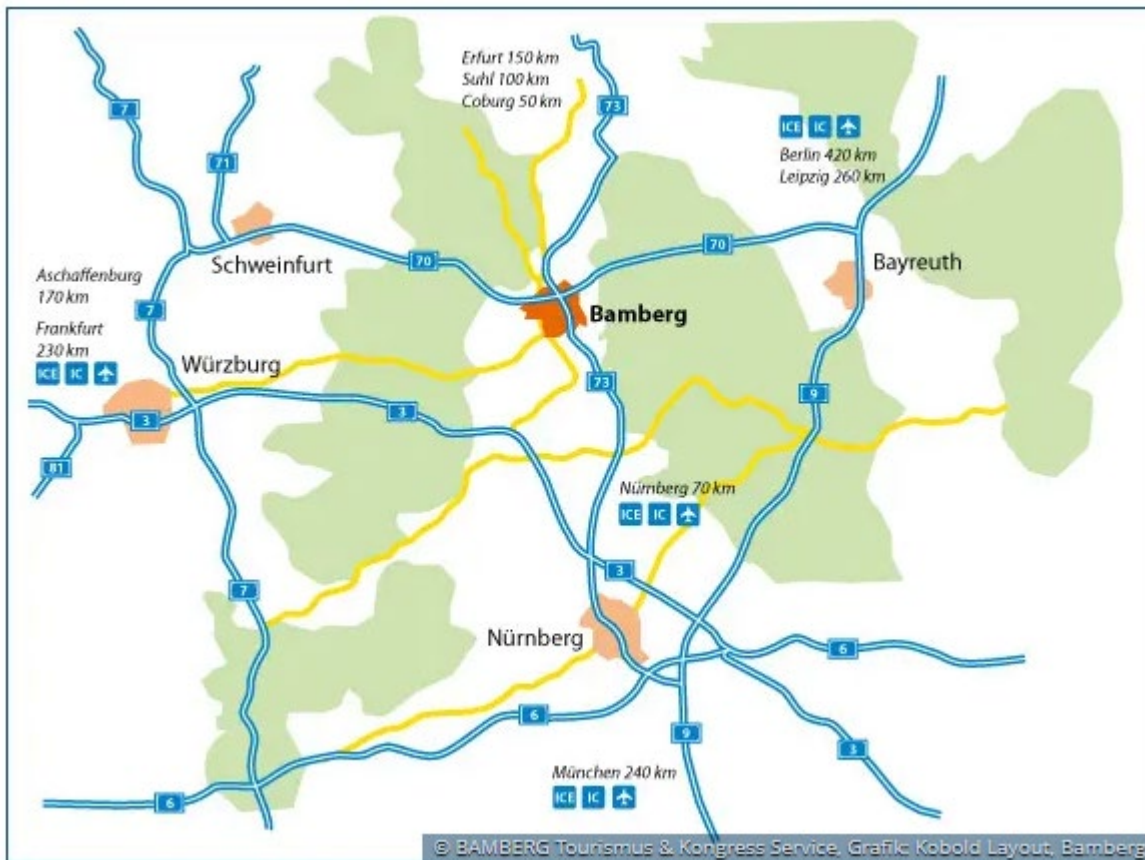 Erfurt 150 km
Suhl 100 km
Coburg 50 km
7
73
ICE IC
Berlin 420 km
Leipzig 260 km
71
70
70
Schweinfurt
Bayreuth
Aschaffenburg
170 km
7
Bamberg
Frankfurt
230 km
ICE IC
Würzburg
73
9
3
3
81
Nürnberg 70 km
ICE IC
3
7
Nürnberg
6
6
9
3
München 240 km
ICE IC
6
© BAMBERG Tourismus & Kongress Service, Grafik: Kobold Layout, Bamberg